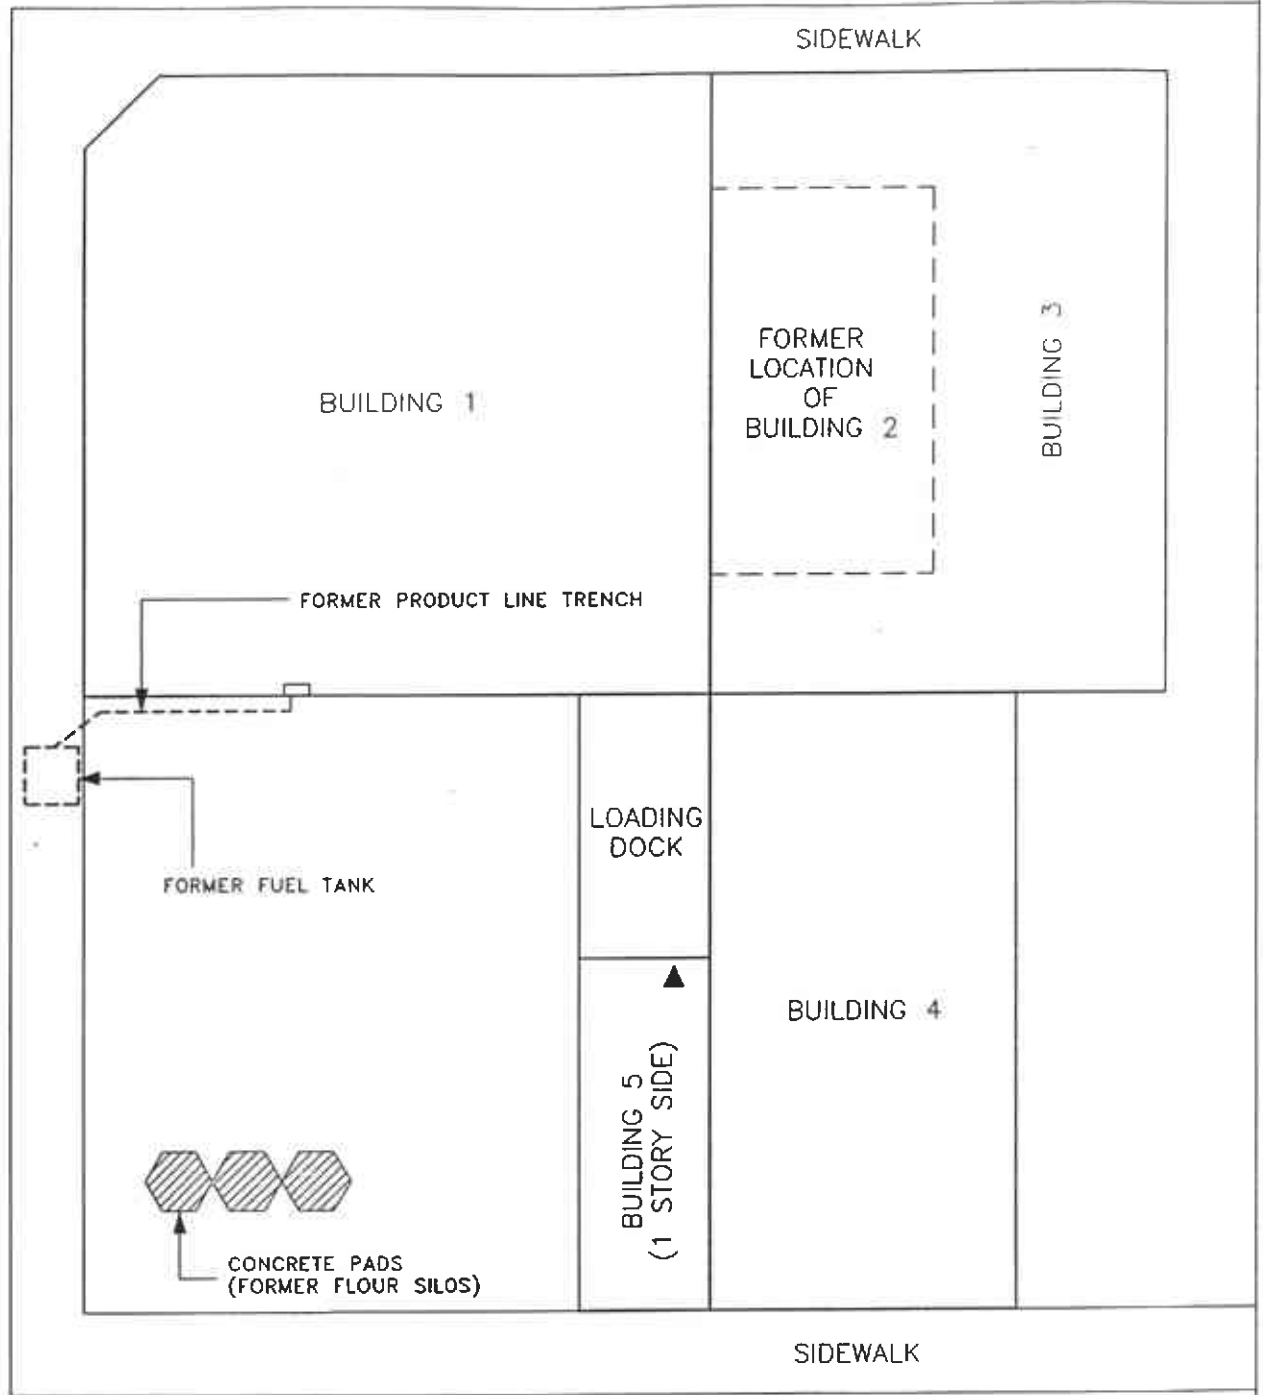 SIDEWALK
FORMER
LOCATION
OF
BUILDING 2
BUILDING 3
BUILDING 1
FORMER PRODUCT LINE TRENCH
LOADING
DOCK
FORMER FUEL TANK
BUILDING 4
BUILDING 5
(1 STORY SIDE)
CONCRETE PADS
(FORMER FLOUR SILOS)
SIDEWALK